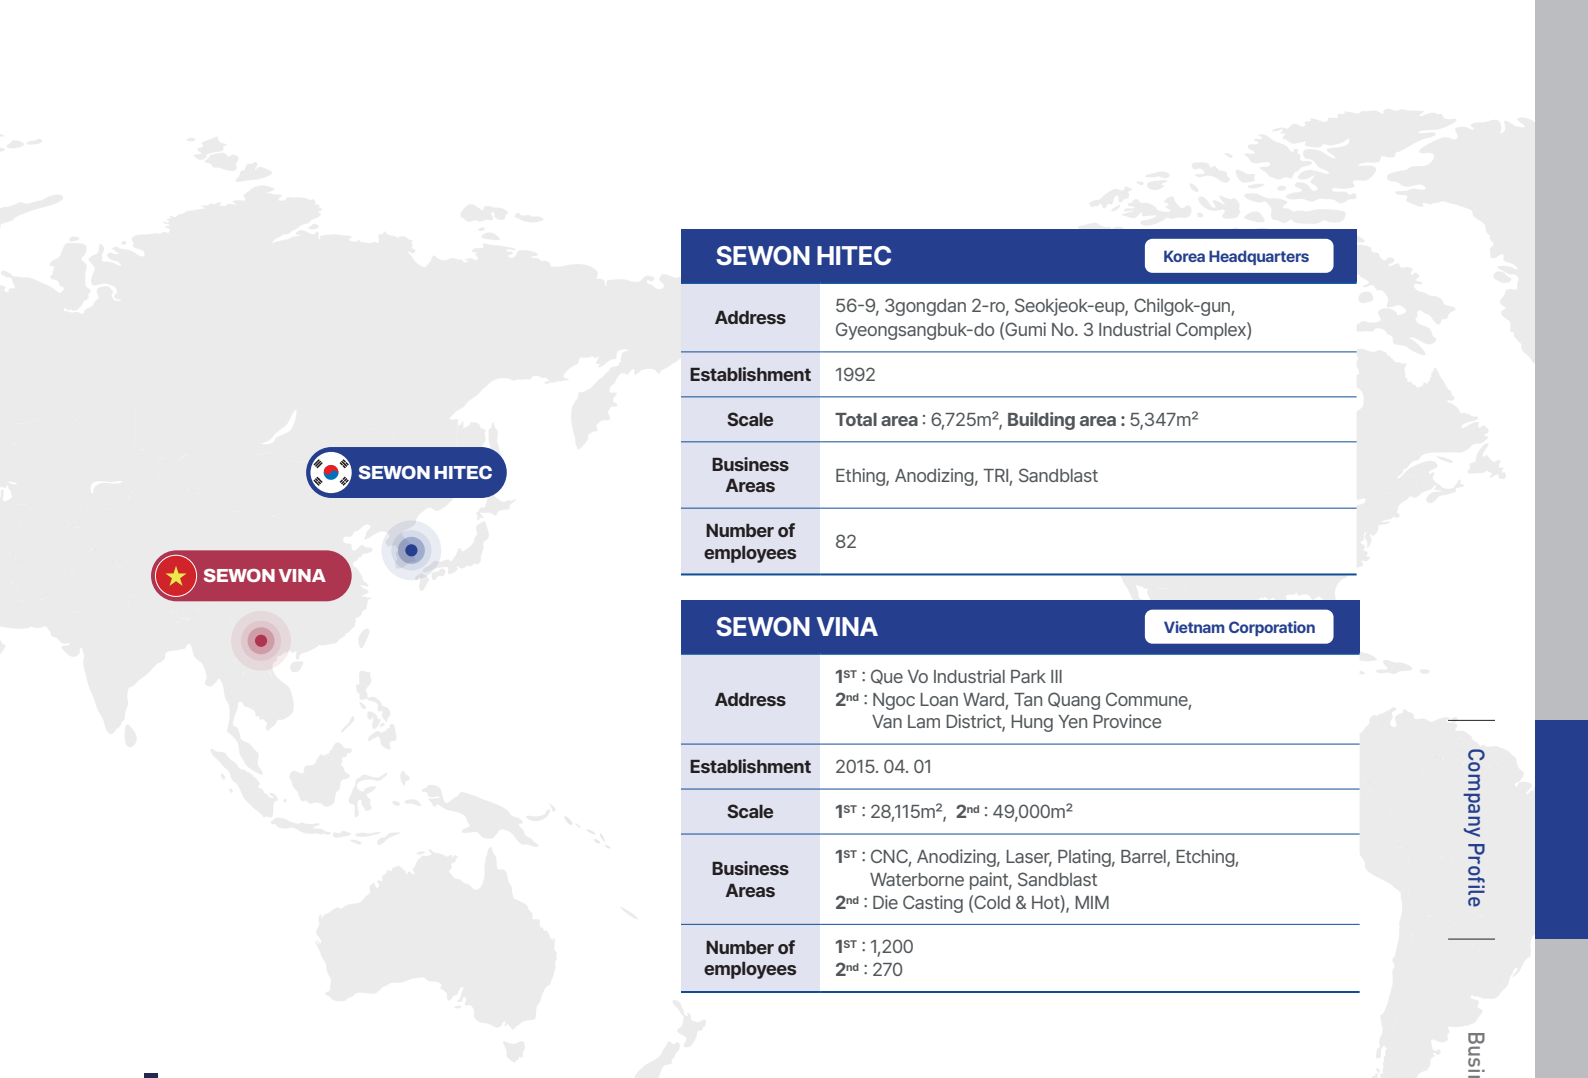 SEWON HITEC
SEWON VINA
SEWON HITEC
Korea Headquarters
Address
56-9, 3gongdan 2-ro, Seokjeok-eup, Chilgok-gun,
Gyeongsangbuk-do (Gumi No. 3 Industrial Complex)
Establishment
1992
Scale
Total area : 6,725m², Building area : 5,347m²
Business
Areas
Ething, Anodizing, TRI, Sandblast
Number of
employees
82
SEWON VINA
Vietnam Corporation
Address
1ST : Que Vo Industrial Park III
2nd : Ngoc Loan Ward, Tan Quang Commune,
Van Lam District, Hung Yen Province
Establishment
2015. 04. 01
Scale
1ST : 28,115m², 2nd : 49,000m²
Business
Areas
1ST : CNC, Anodizing, Laser, Plating, Barrel, Etching,
Waterborne paint, Sandblast
2nd : Die Casting (Cold & Hot), MIM
Number of
employees
1ST : 1,200
2nd : 270
Company Profile